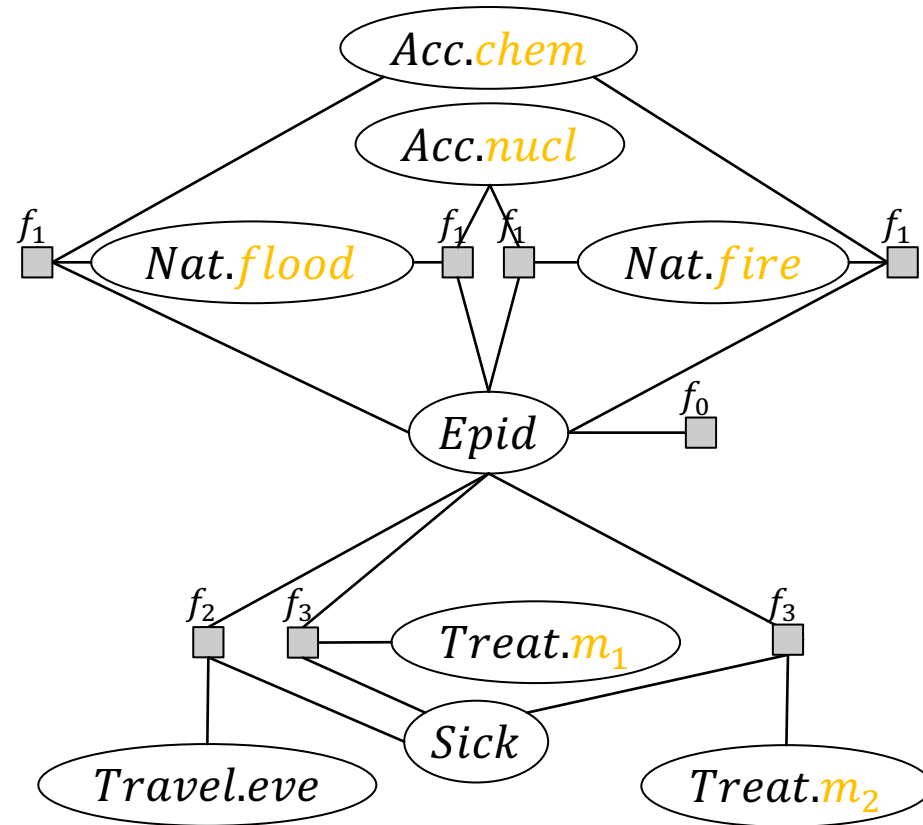 Acc.chem
Acc.nucl
f₁ f₁ f₁ f₁
Nat.flood Nat.fire
Epid f₀
f₂ f₃ f₃
Treat.m₁
Sick
Travel.eve Treat.m₂